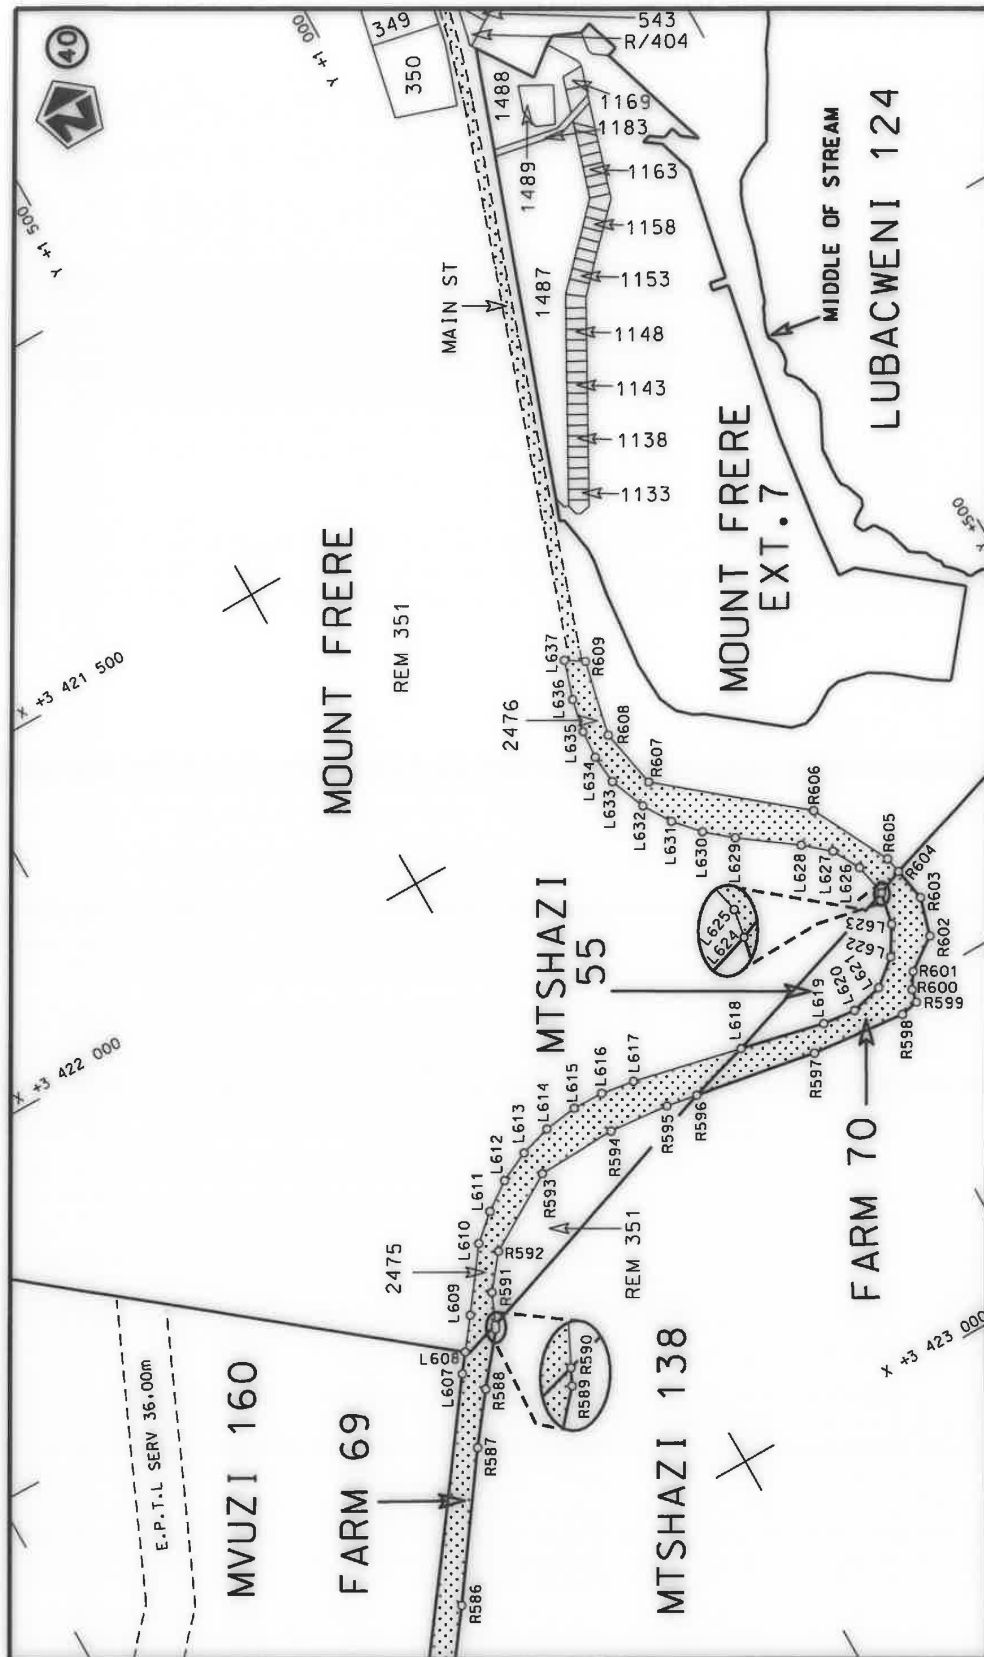 40
N
349
350
Y +1 000
543
R/404
1488
1489
1169
1183
1163
1158
1153
1148
1143
1138
1133
1487
MAIN ST
Y +1 500
MIDDLE OF STREAM
LUBACWENI 124
MOUNT FRERE
EXT.7
Y +500
MOUNT FRERE
REM 351
X +3 421 500
2476
L637
L636
L635
L634
L633
L632
L631
L630
L629
L628
L627
L626
L625
L624
L623
L622
L621
L620
L619
L618
L617
L616
L615
L614
L613
L612
L611
L610
L609
L608
L607
R609
R608
R607
R606
R605
R604
R603
R602
R601
R600
R599
R598
R597
R596
R595
R594
R593
R592
R591
R590
R589
R588
R587
R586
MTSHAZI
55
X +3 422 000
2475
REM 351
FARM 70
X +3 423 000
MTSHAZI 138
E.P.T.L SERV 36.00m
MVUZI 160
FARM 69